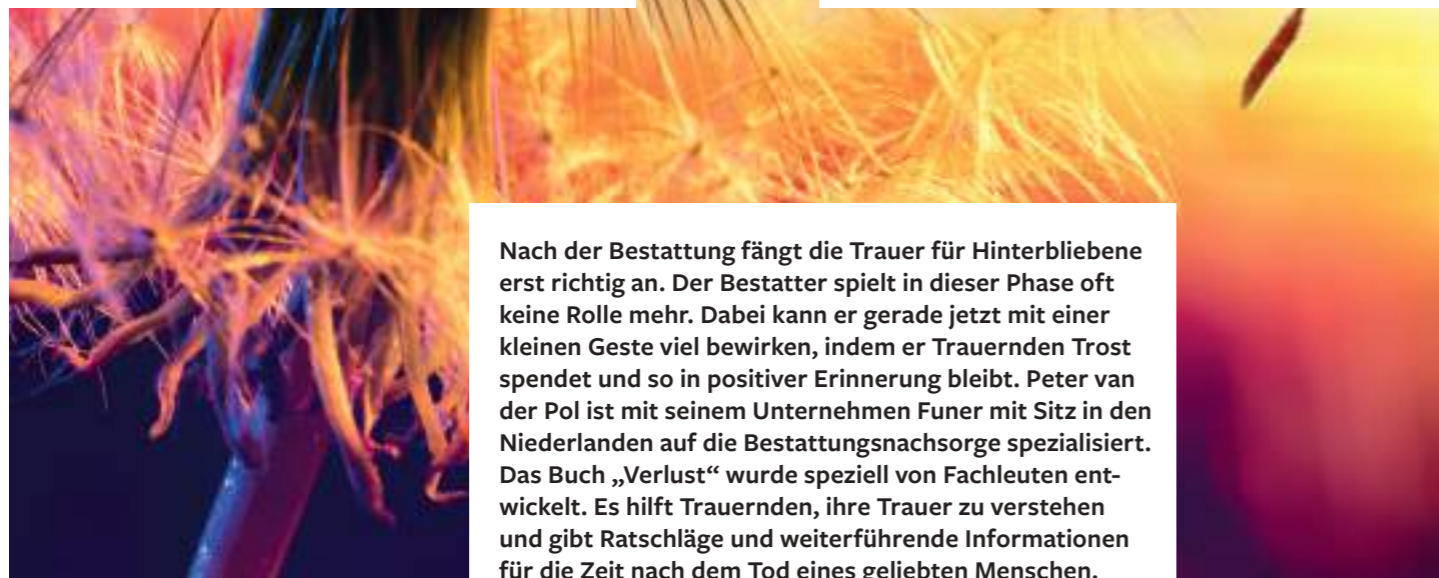 Nach der Bestattung fängt die Trauer für Hinterbliebene
erst richtig an. Der Bestatter spielt in dieser Phase oft
keine Rolle mehr. Dabei kann er gerade jetzt mit einer
kleinen Geste viel bewirken, indem er Trauernden Trost
spendet und so in positiver Erinnerung bleibt. Peter van
der Pol ist mit seinem Unternehmen Funer mit Sitz in den
Niederlanden auf die Bestattungsnachsorge spezialisiert.
Das Buch „Verlust“ wurde speziell von Fachleuten ent-
wickelt. Es hilft Trauernden, ihre Trauer zu verstehen
und gibt Ratschläge und weiterführende Informationen
für die Zeit nach dem Tod eines geliebten Menschen.